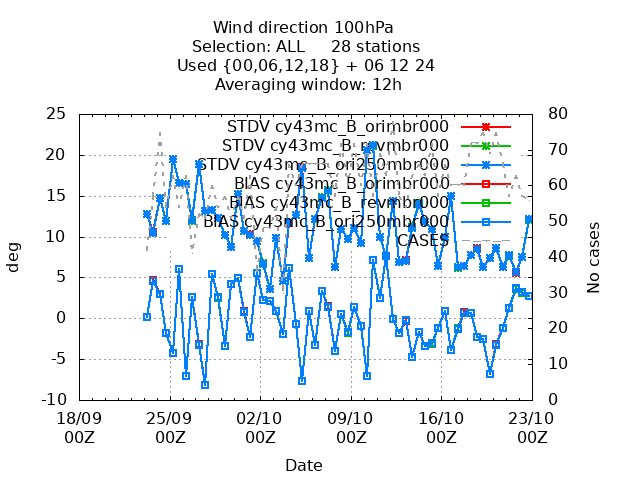 Wind direction 100hPa
Selection: ALL 28 stations
Used {00,06,12,18} + 06 12 24
Averaging window: 12h
25
20
15
10
5
0
-5
-10
deg
80
70
60
50
40
30
20
10
0
No cases
STDV cy43mc_B_orimbr000
STDV cy43mc_B_revmbr000
STDV cy43mc_B_ori250mbr000
BIAS cy43mc_B_orimbr000
BIAS cy43mc_B_revmbr000
BIAS cy43mc_B_ori250mbr000
CASES
18/09 25/09 02/10 09/10 16/10 23/10
00Z 00Z 00Z 00Z 00Z 00Z
Date